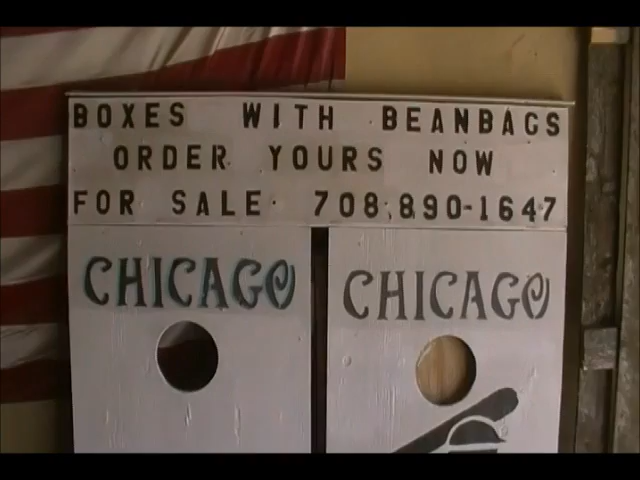 BOXES WITH BEANBAGS
ORDER YOURS NOW
FOR SALE 708.890-1647
CHICAGO CHICAGO